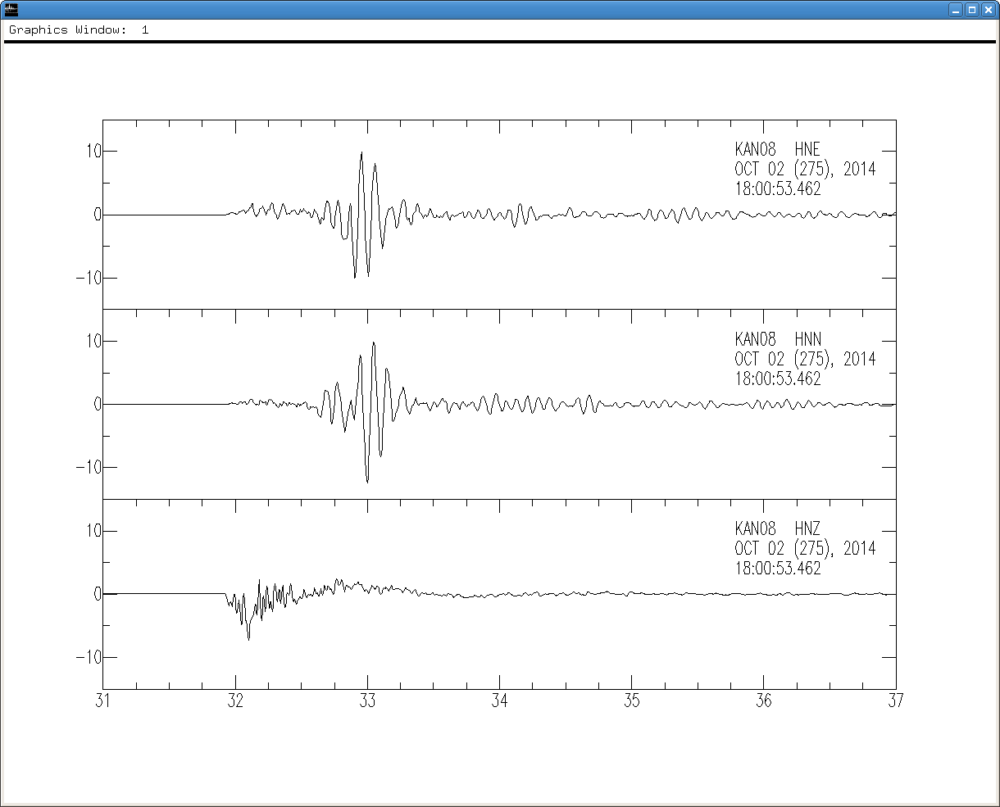 Graphics Window:  1
10
0
-10
KAN08  HNE
OCT 02 (275), 2014
18:00:53.462
10
0
-10
KAN08  HNN
OCT 02 (275), 2014
18:00:53.462
10
0
-10
KAN08  HNZ
OCT 02 (275), 2014
18:00:53.462
31 32 33 34 35 36 37